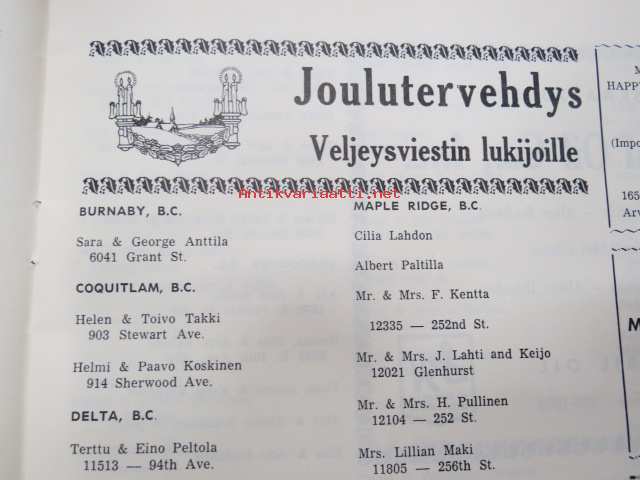 Joulutervehdys
Veljeysviestin lukijoille
Antikvariaatti.net
BURNABY, B.C.
Sara & George Anttila
6041 Grant St.
COQUITLAM, B.C.
Helen & Toivo Takki
903 Stewart Ave.
Helmi & Paavo Koskinen
914 Sherwood Ave.
DELTA, B.C.
Terttu & Eino Peltola
11513 — 94th Ave.
MAPLE RIDGE, B.C.
Cilia Lahdon
Albert Paltilla
Mr. & Mrs. F. Kentta
12335 — 252nd St.
Mr. & Mrs. J. Lahti and Keijo
12021 Glenhurst
Mr. & Mrs. H. Pullinen
12104 — 252 St.
Mrs. Lillian Maki
11805 — 256th St.
M
HAPP
(Impo
165
Arv
M